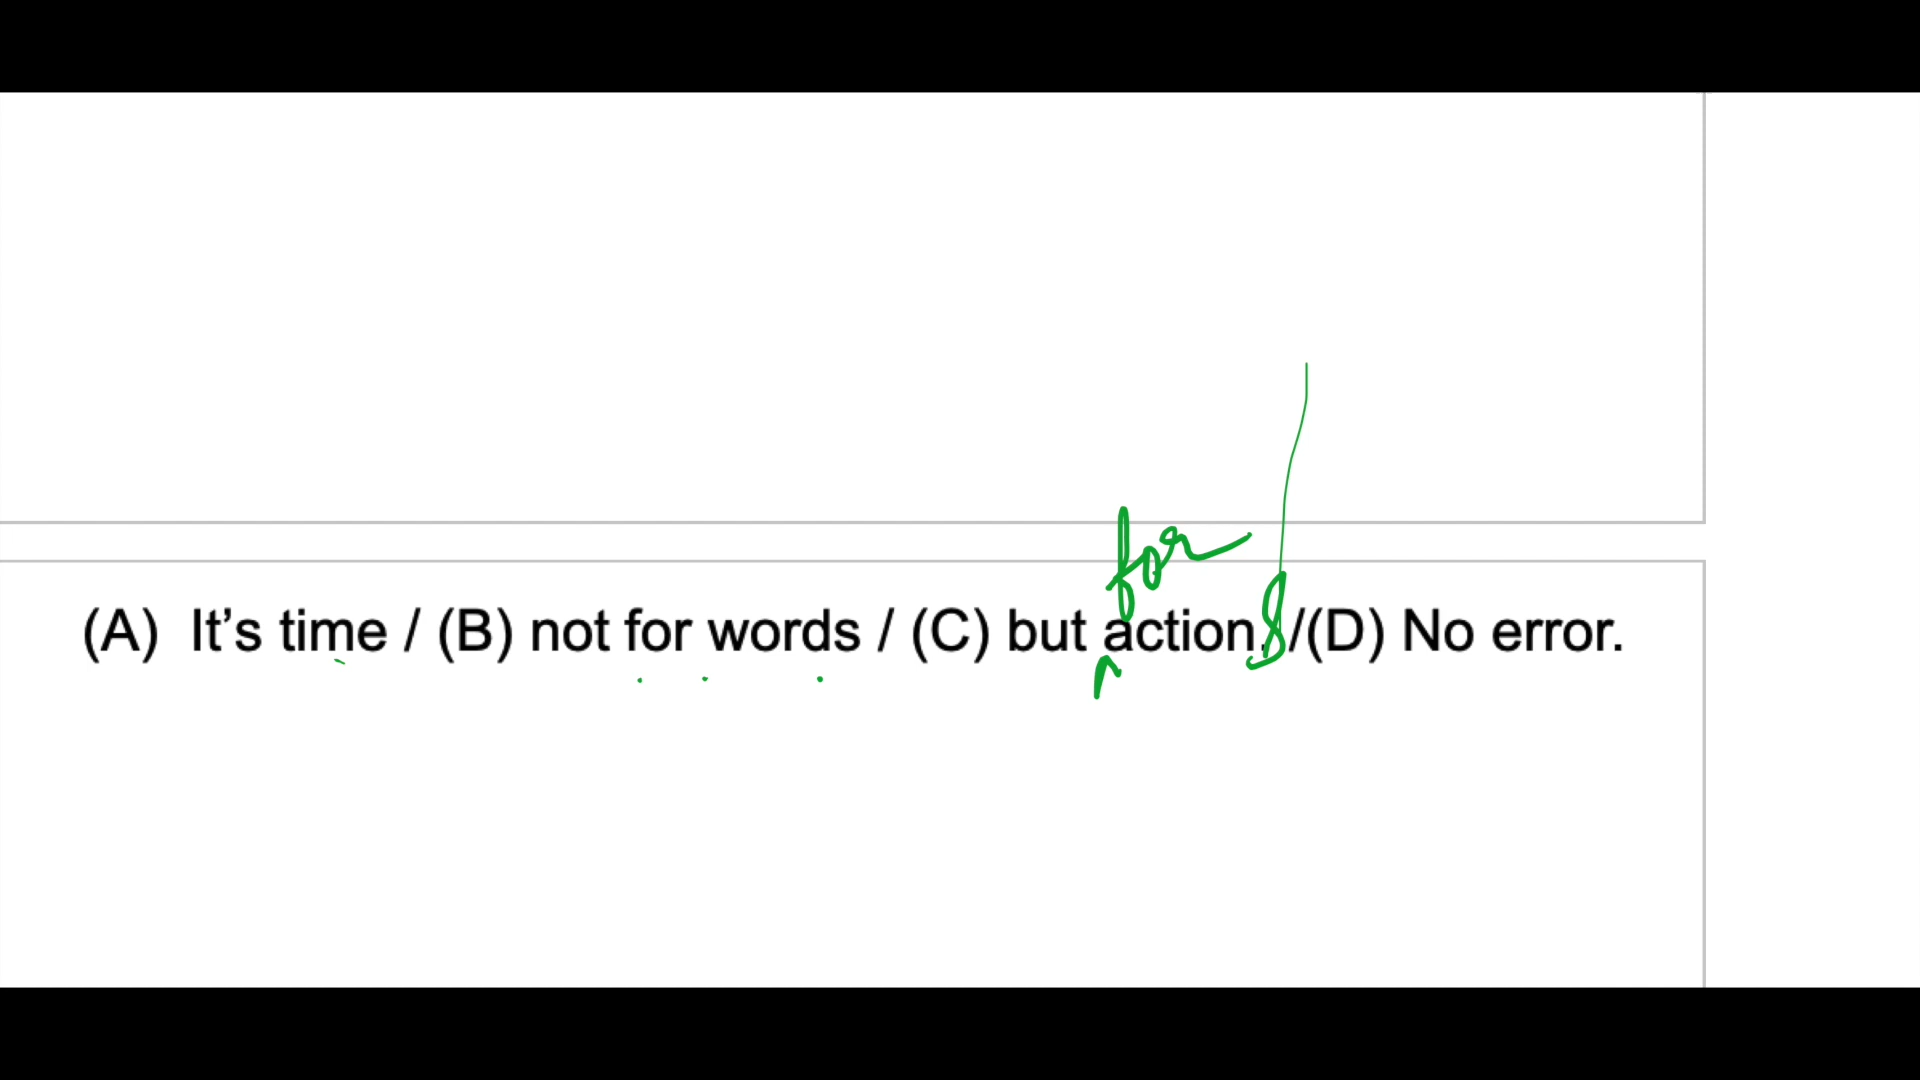 for
(A) It’s time / (B) not for words / (C) but action.s /(D) No error.